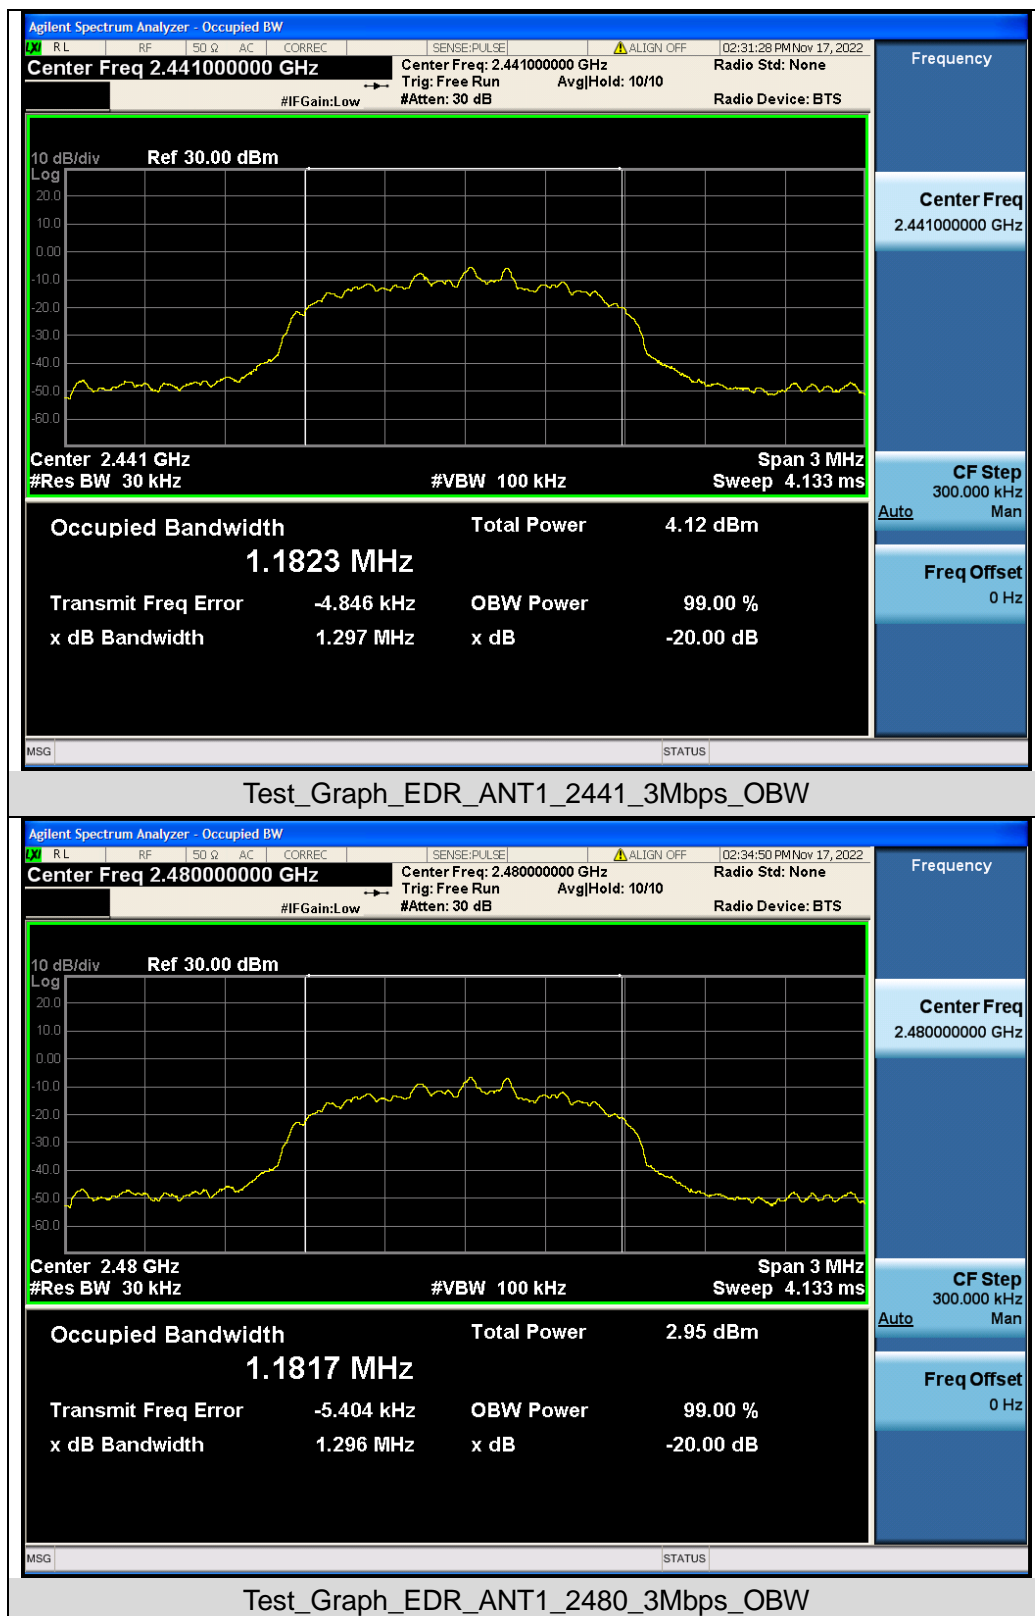 Agilent Spectrum Analyzer - Occupied BW
LXI RL RF 50 Ω AC CORREC SENSE:PULSE ALIGN OFF 02:31:28 PM Nov 17, 2022
Center Freq 2.441000000 GHz
Center Freq: 2.441000000 GHz Radio Std: None
Trig: Free Run Avg|Hold: 10/10
#IFGain:Low #Atten: 30 dB Radio Device: BTS
Frequency
10 dB/div Ref 30.00 dBm
Log
20.0
10.0
0.00
-10.0
-20.0
-30.0
-40.0
-50.0
-60.0
Center 2.441 GHz Span 3 MHz
#Res BW 30 kHz #VBW 100 kHz Sweep 4.133 ms
Center Freq
2.441000000 GHz
CF Step
300.000 kHz
Auto Man
Freq Offset
0 Hz
Occupied Bandwidth Total Power 4.12 dBm
1.1823 MHz
Transmit Freq Error -4.846 kHz OBW Power 99.00 %
x dB Bandwidth 1.297 MHz x dB -20.00 dB
MSG STATUS
Test_Graph_EDR_ANT1_2441_3Mbps_OBW
Agilent Spectrum Analyzer - Occupied BW
LXI RL RF 50 Ω AC CORREC SENSE:PULSE ALIGN OFF 02:34:50 PM Nov 17, 2022
Center Freq 2.480000000 GHz
Center Freq: 2.480000000 GHz Radio Std: None
Trig: Free Run Avg|Hold: 10/10
#IFGain:Low #Atten: 30 dB Radio Device: BTS
Frequency
10 dB/div Ref 30.00 dBm
Log
20.0
10.0
0.00
-10.0
-20.0
-30.0
-40.0
-50.0
-60.0
Center 2.48 GHz Span 3 MHz
#Res BW 30 kHz #VBW 100 kHz Sweep 4.133 ms
Center Freq
2.480000000 GHz
CF Step
300.000 kHz
Auto Man
Freq Offset
0 Hz
Occupied Bandwidth Total Power 2.95 dBm
1.1817 MHz
Transmit Freq Error -5.404 kHz OBW Power 99.00 %
x dB Bandwidth 1.296 MHz x dB -20.00 dB
MSG STATUS
Test_Graph_EDR_ANT1_2480_3Mbps_OBW